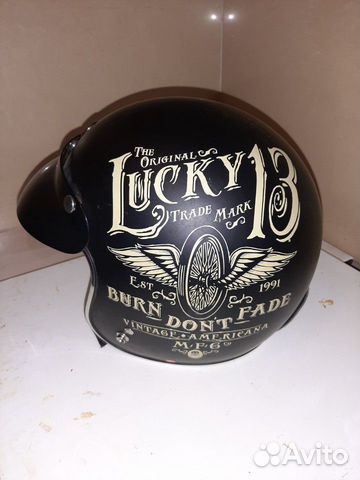 The
Original
Lucky 13
Trade Mark
Est 1991
Burn Don't Fade
Vintage • Americana
M•F•G
Avito